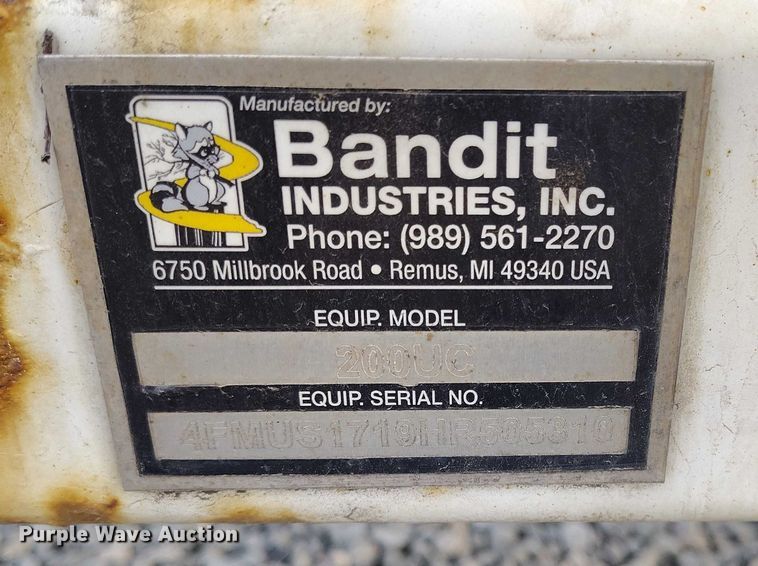 Manufactured by:
Bandit
INDUSTRIES, INC.
Phone: (989) 561-2270
6750 Millbrook Road • Remus, MI 49340 USA
EQUIP. MODEL
200UC
EQUIP. SERIAL NO.
4FMUS1719HR505310
Purple Wave Auction